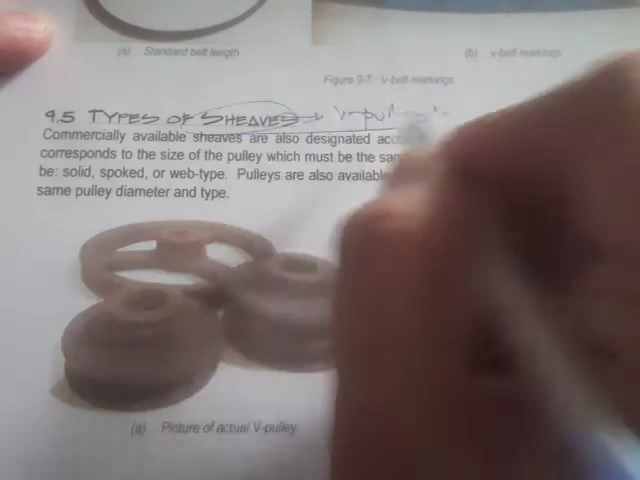 (a) Standard belt length
(b) v-belt markings
Figure 9-7 V-belt markings
9.5 TYPES OF SHEAVES
Commercially available sheaves are also designated
corresponds to the size of the pulley which must be the
be: solid, spoked, or web-type. Pulleys are also available
same pulley diameter and type.
(a) Picture of actual V-pulley